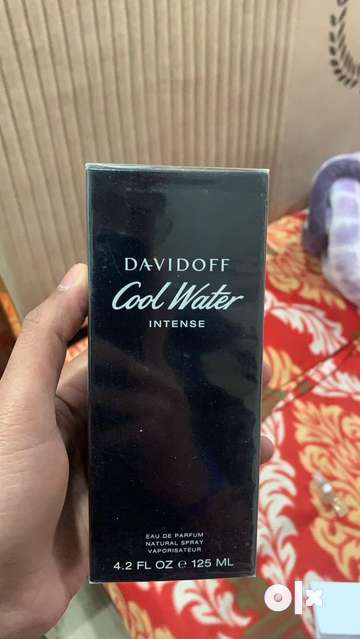 DAVIDOFF
Cool Water
INTENSE
EAU DE PARFUM
NATURAL SPRAY
VAPORISATEUR
4.2 FL OZ ℮ 125 ML
olx